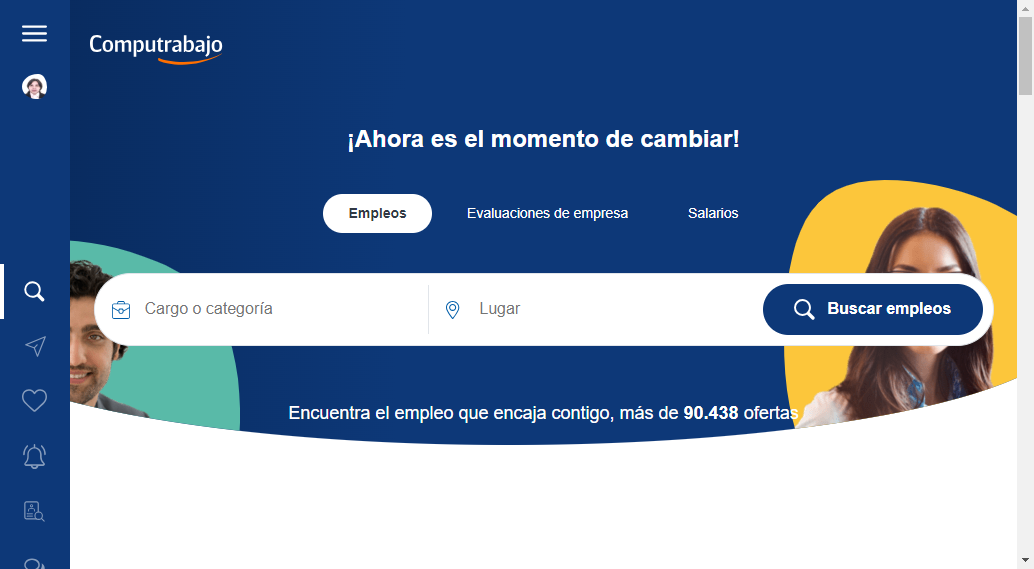 Computrabajo
¡Ahora es el momento de cambiar!
Empleos
Evaluaciones de empresa
Salarios
Cargo o categoría
Lugar
Buscar empleos
Encuentra el empleo que encaja contigo, más de 90.438 ofertas